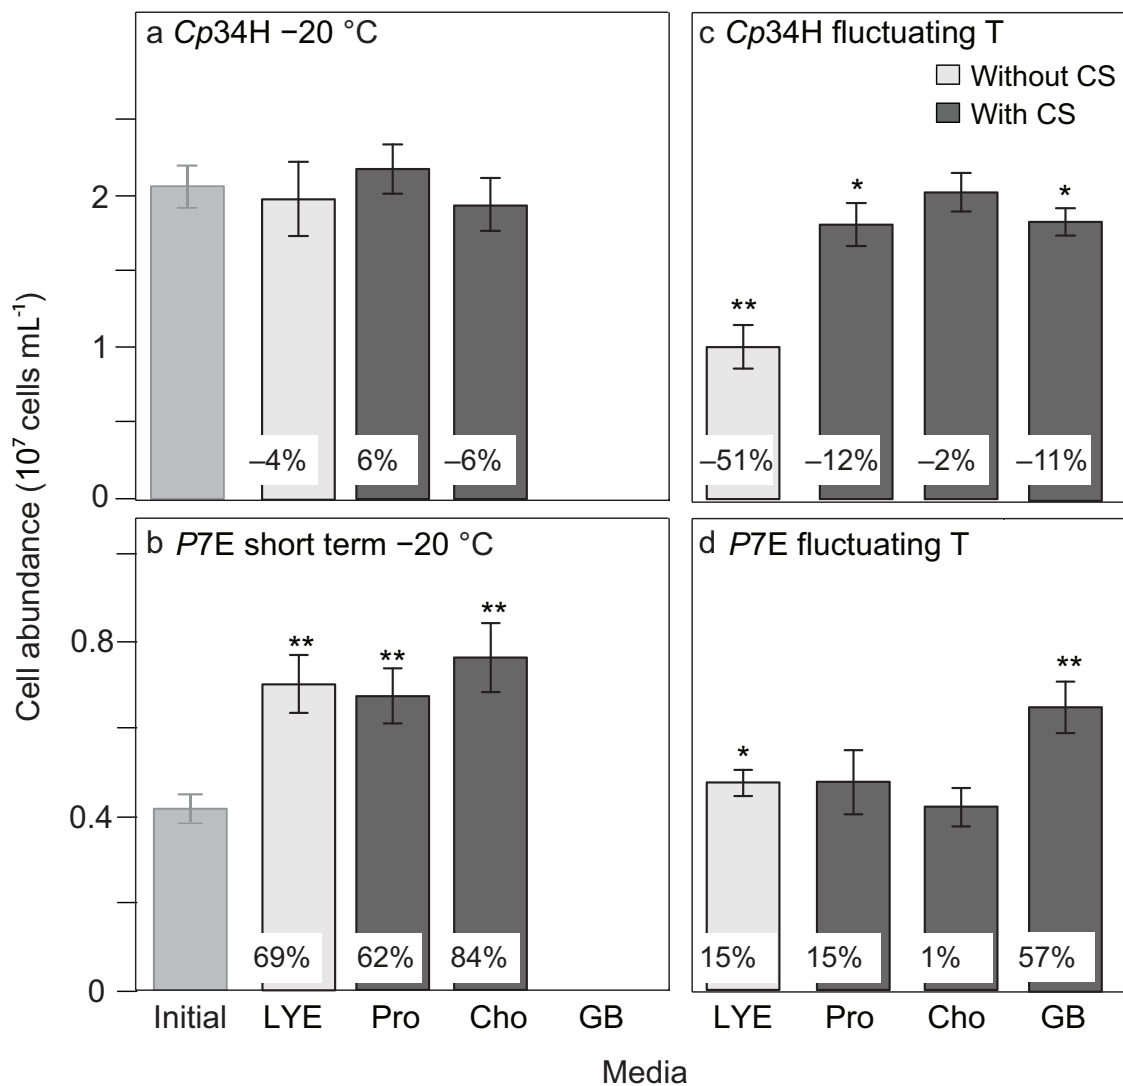 a Cp34H −20 °C
c Cp34H fluctuating T
Without CS
With CS
2
1
0
–4%
6%
–6%
**
*
*
–51%
–12%
–2%
–11%
Cell abundance (10⁷ cells mL⁻¹)
b P7E short term −20 °C
d P7E fluctuating T
0.8
0.4
0
**
**
**
69%
62%
84%
*
**
15%
15%
1%
57%
Initial
LYE
Pro
Cho
GB
LYE
Pro
Cho
GB
Media